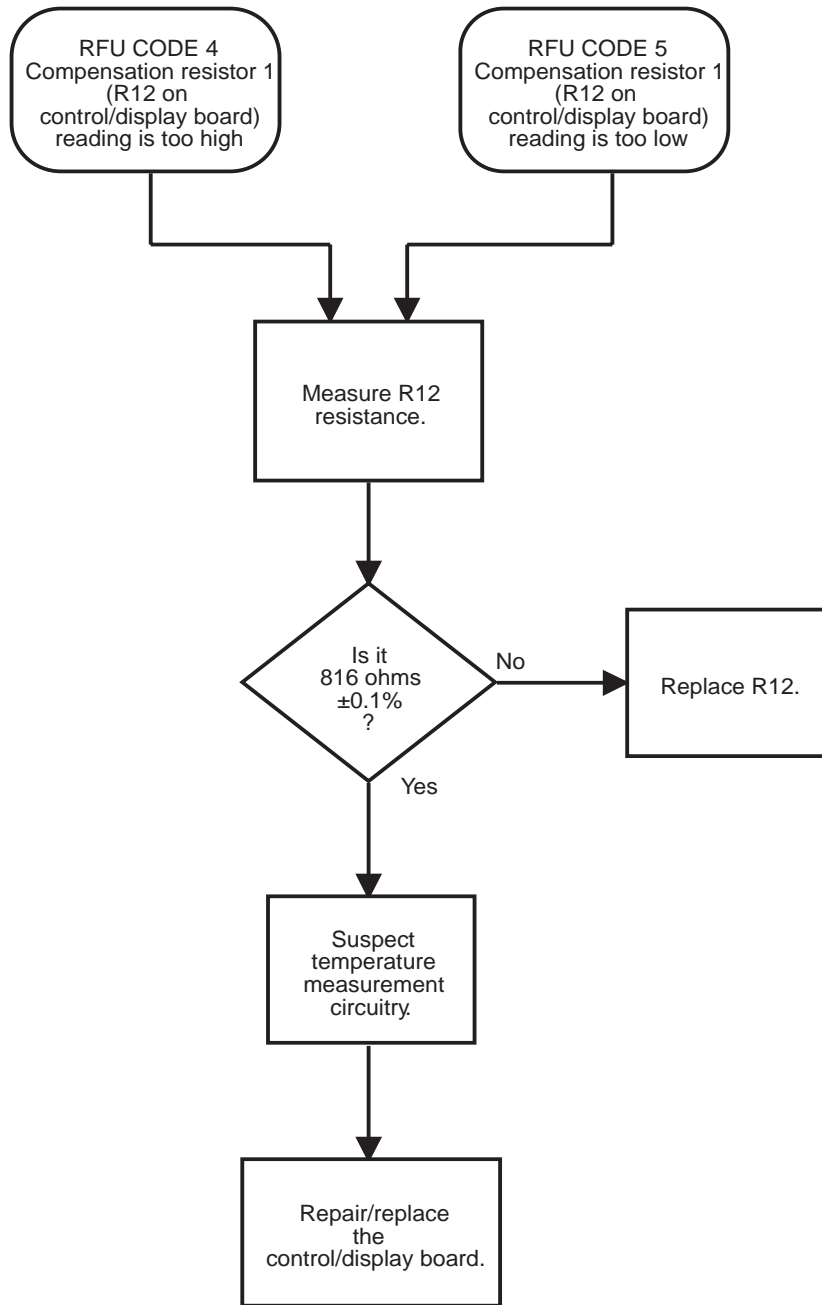 RFU CODE 4
Compensation resistor 1
(R12 on
control/display board)
reading is too high
RFU CODE 5
Compensation resistor 1
(R12 on
control/display board)
reading is too low
Measure R12
resistance.
Is it
816 ohms
±0.1%
?
No
Replace R12.
Yes
Suspect
temperature
measurement
circuitry.
Repair/replace
the
control/display board.